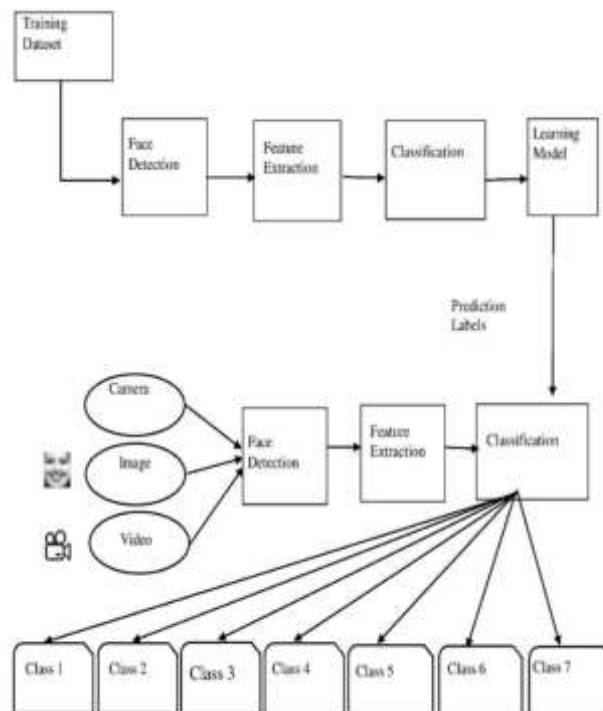 Training
Dataset
Face
Detection
Feature
Extraction
Classification
Learning
Model
Prediction
Labels
Camera
Image
Video
Face
Detection
Feature
Extraction
Classification
Class 1
Class 2
Class 3
Class 4
Class 5
Class 6
Class 7